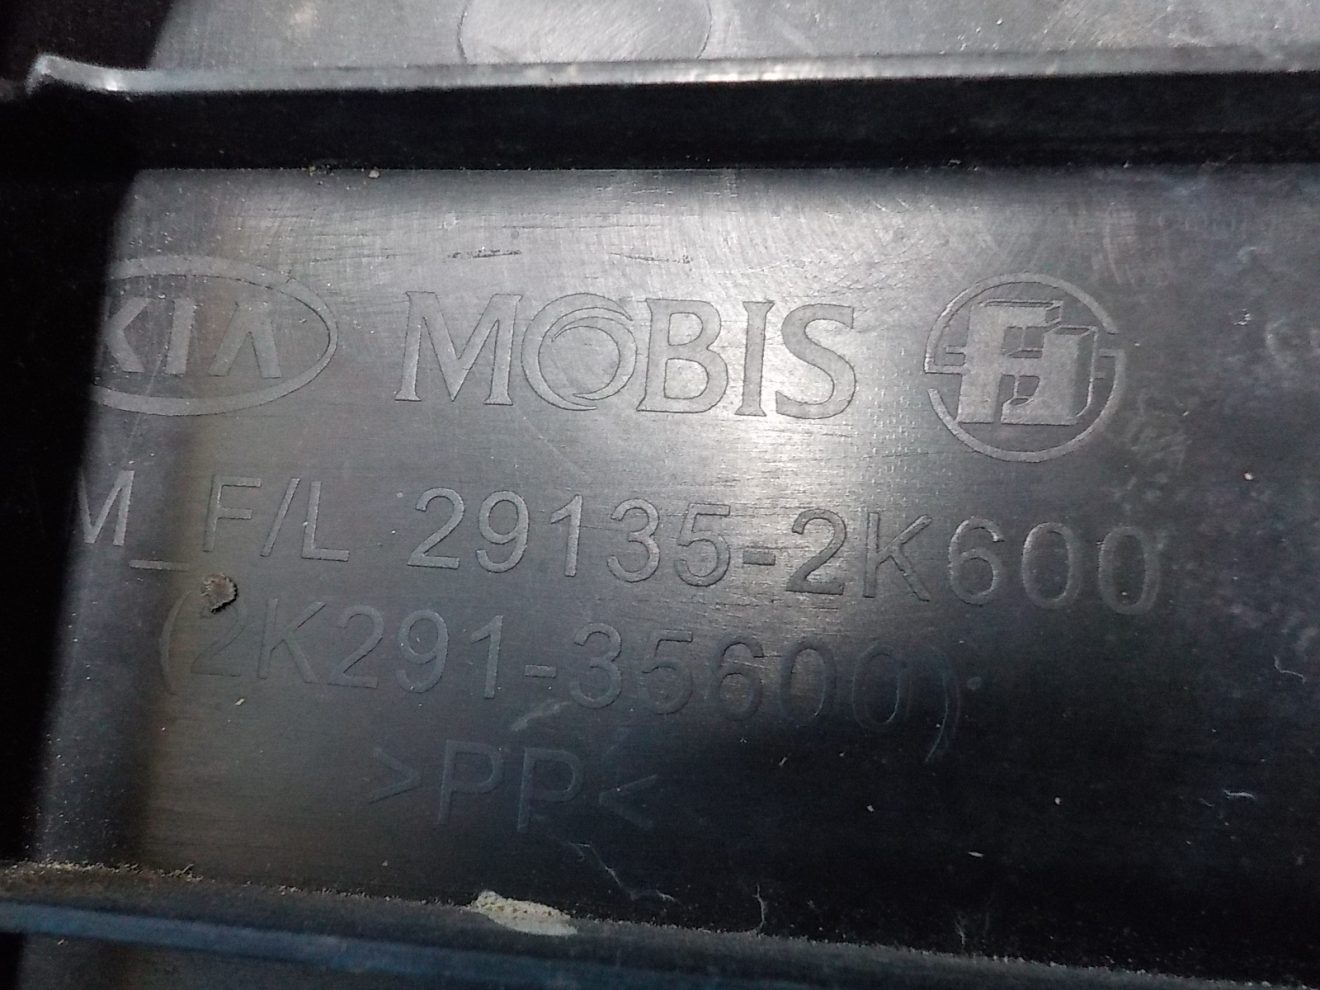 KIA MOBIS
M_F/L 29135-2K600
(2K291-35600)
>PP<